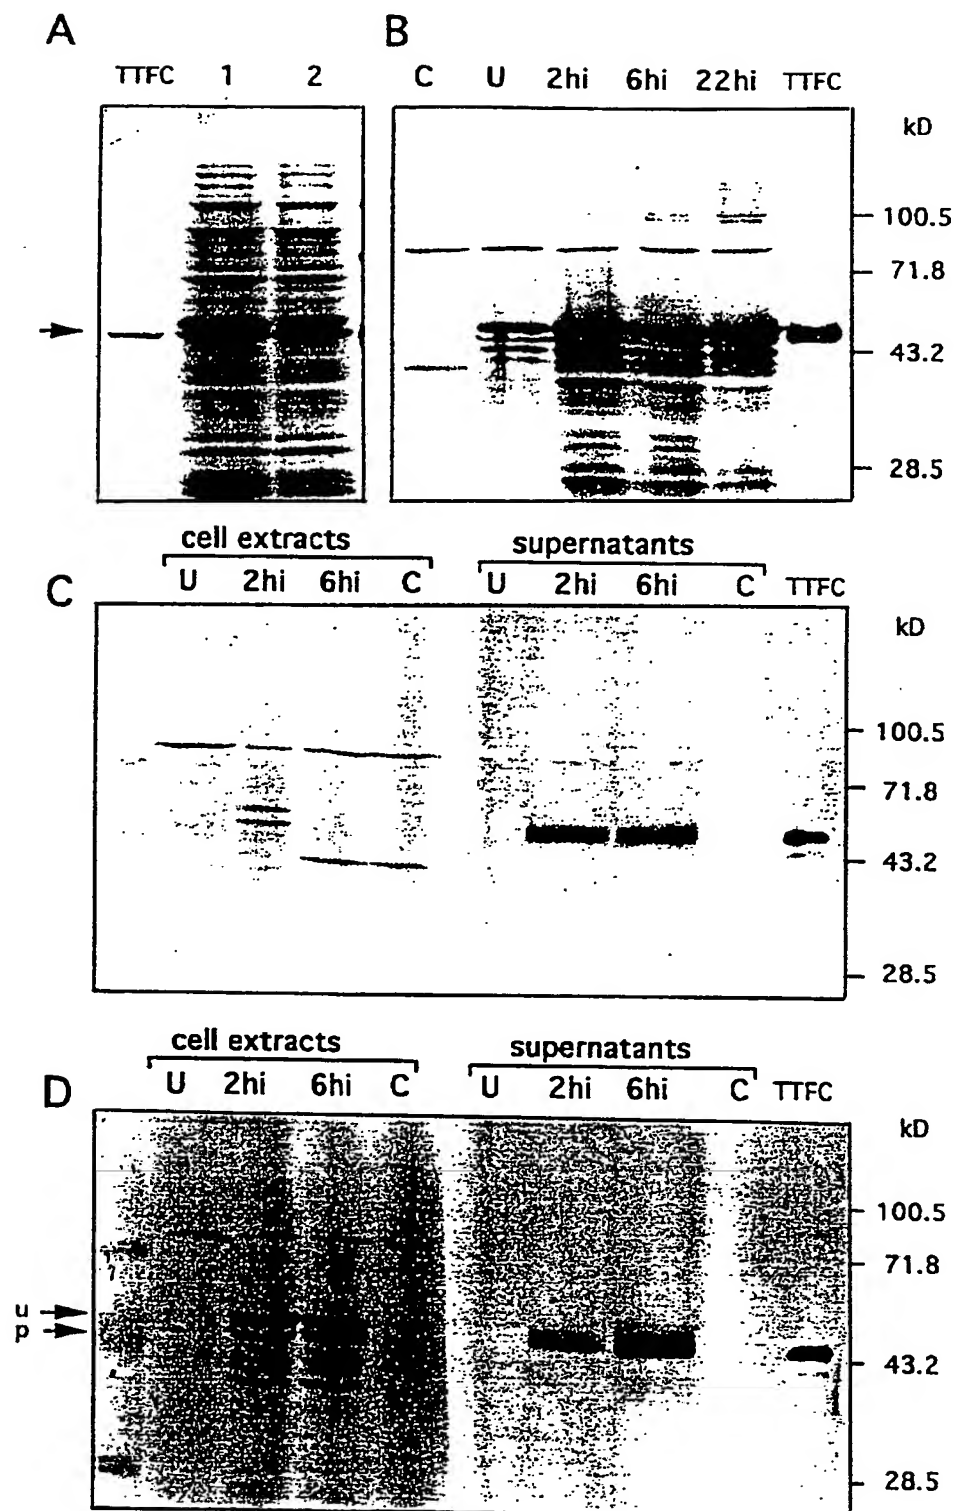 A
B
TTFC 1 2
C U 2hi 6hi 22hi TTFC
kD
100.5
71.8
43.2
28.5
cell extracts supernatants
C
U 2hi 6hi C U 2hi 6hi C TTFC
kD
100.5
71.8
43.2
28.5
cell extracts supernatants
D
U 2hi 6hi C U 2hi 6hi C TTFC
kD
100.5
71.8
u
p
43.2
28.5